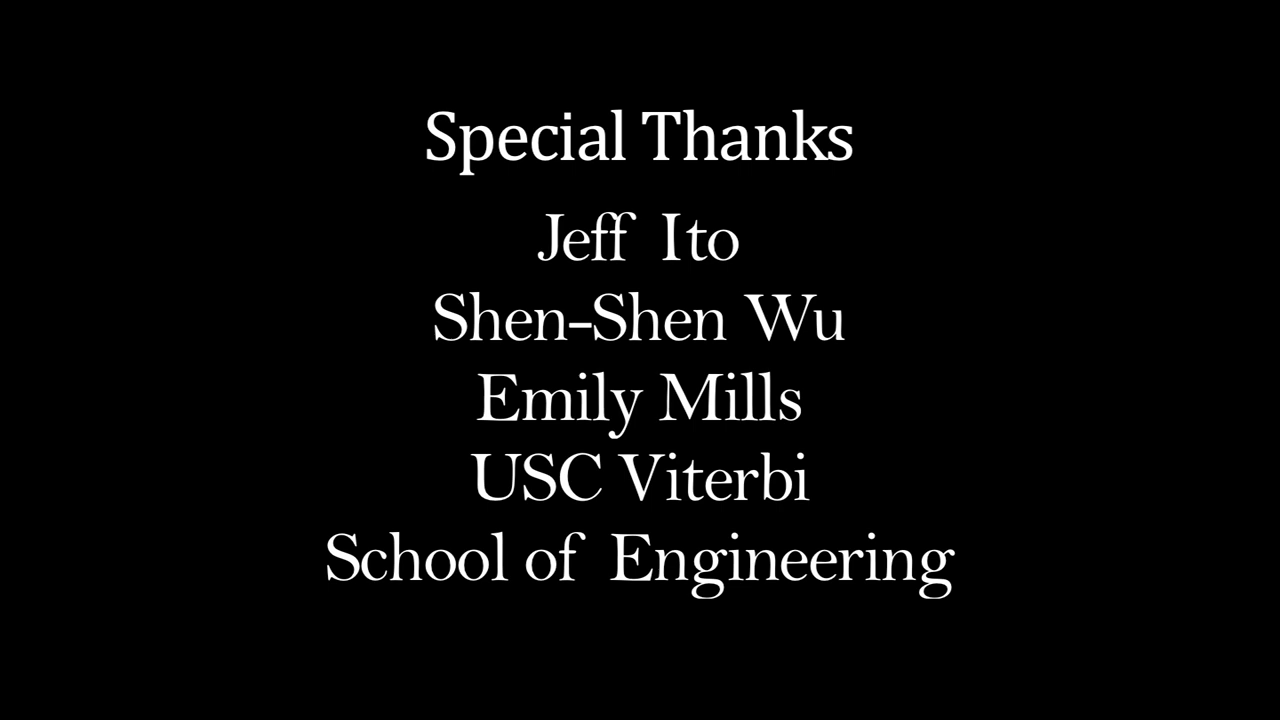 Special Thanks
Jeff Ito
Shen-Shen Wu
Emily Mills
USC Viterbi
School of Engineering